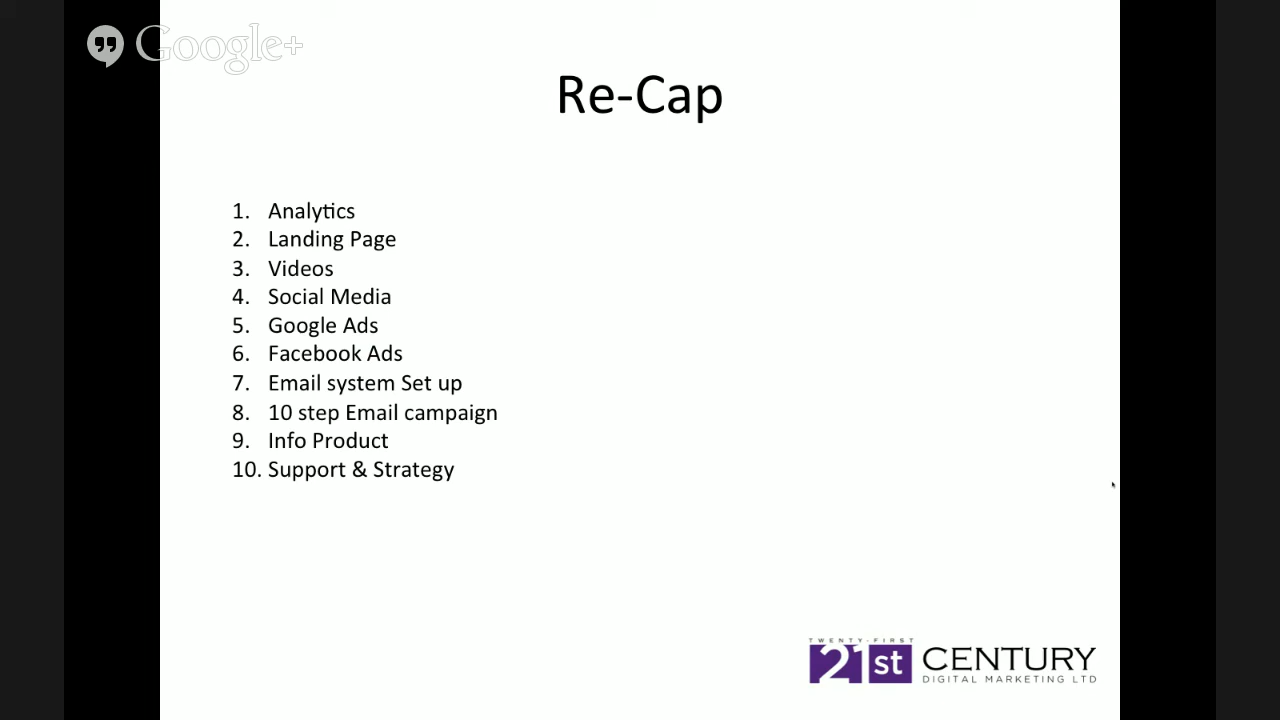 Google+
Re-Cap
1. Analytics
2. Landing Page
3. Videos
4. Social Media
5. Google Ads
6. Facebook Ads
7. Email system Set up
8. 10 step Email campaign
9. Info Product
10. Support & Strategy
TWENTY-FIRST
21st CENTURY
DIGITAL MARKETING LTD